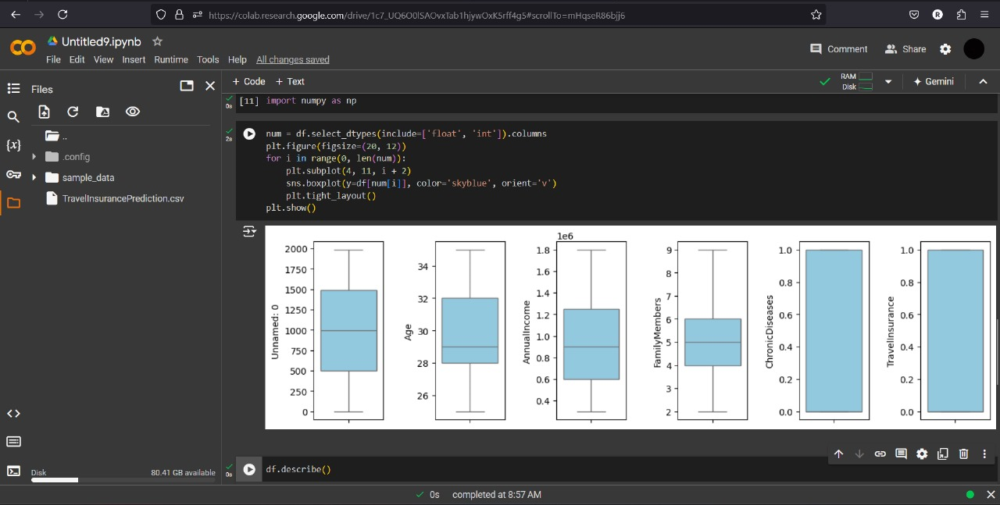 https://colab.research.google.com/drive/1c7_UQ6O0lSAOvxTab1hjywOxK5rff4g5#scrollTo=mHqseR86bjj6
R
CO
Untitled9.ipynb
File Edit View Insert Runtime Tools Help All changes saved
Comment Share
Files
+ Code + Text
RAM
Disk
Gemini
{x}
..
.config
sample_data
TravelInsurancePrediction.csv
Disk 80.41 GB available
0s
[11] import numpy as np
2s
num = df.select_dtypes(include=['float', 'int']).columns
plt.figure(figsize=(20, 12))
for i in range(0, len(num)):
    plt.subplot(4, 11, i + 2)
    sns.boxplot(y=df[num[i]], color='skyblue', orient='v')
    plt.tight_layout()
plt.show()
Unnamed: 0
2000
1750
1500
1250
1000
750
500
250
0
Age
34
32
30
28
26
AnnualIncome
1e6
1.8
1.6
1.4
1.2
1.0
0.8
0.6
0.4
FamilyMembers
9
8
7
6
5
4
3
2
ChronicDiseases
1.0
0.8
0.6
0.4
0.2
0.0
TravelInsurance
1.0
0.8
0.6
0.4
0.2
0.0
0s
df.describe()
0s completed at 8:57 AM